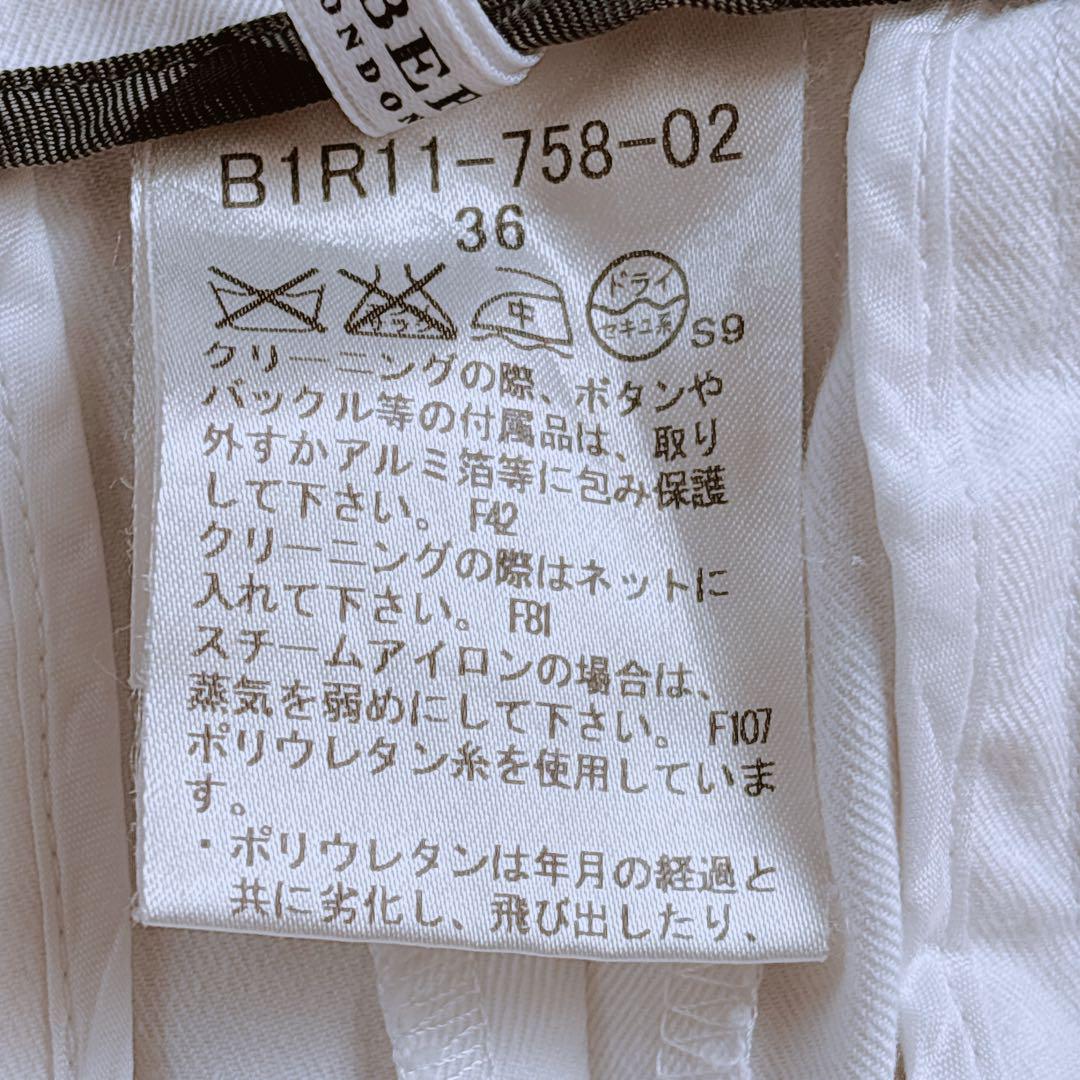 ONDON
B1R11-758-02
36
中
ドライ
セキユ系
S9
クリーニングの際、ボタンや
バックル等の付属品は、取り
外すかアルミ箔等に包み保護
して下さい。 F42
クリーニングの際はネットに
入れて下さい。 F81
スチームアイロンの場合は、
蒸気を弱めにして下さい。 F107
ポリウレタン糸を使用していま
す。
・ポリウレタンは年月の経過と
共に劣化し、飛び出したり、